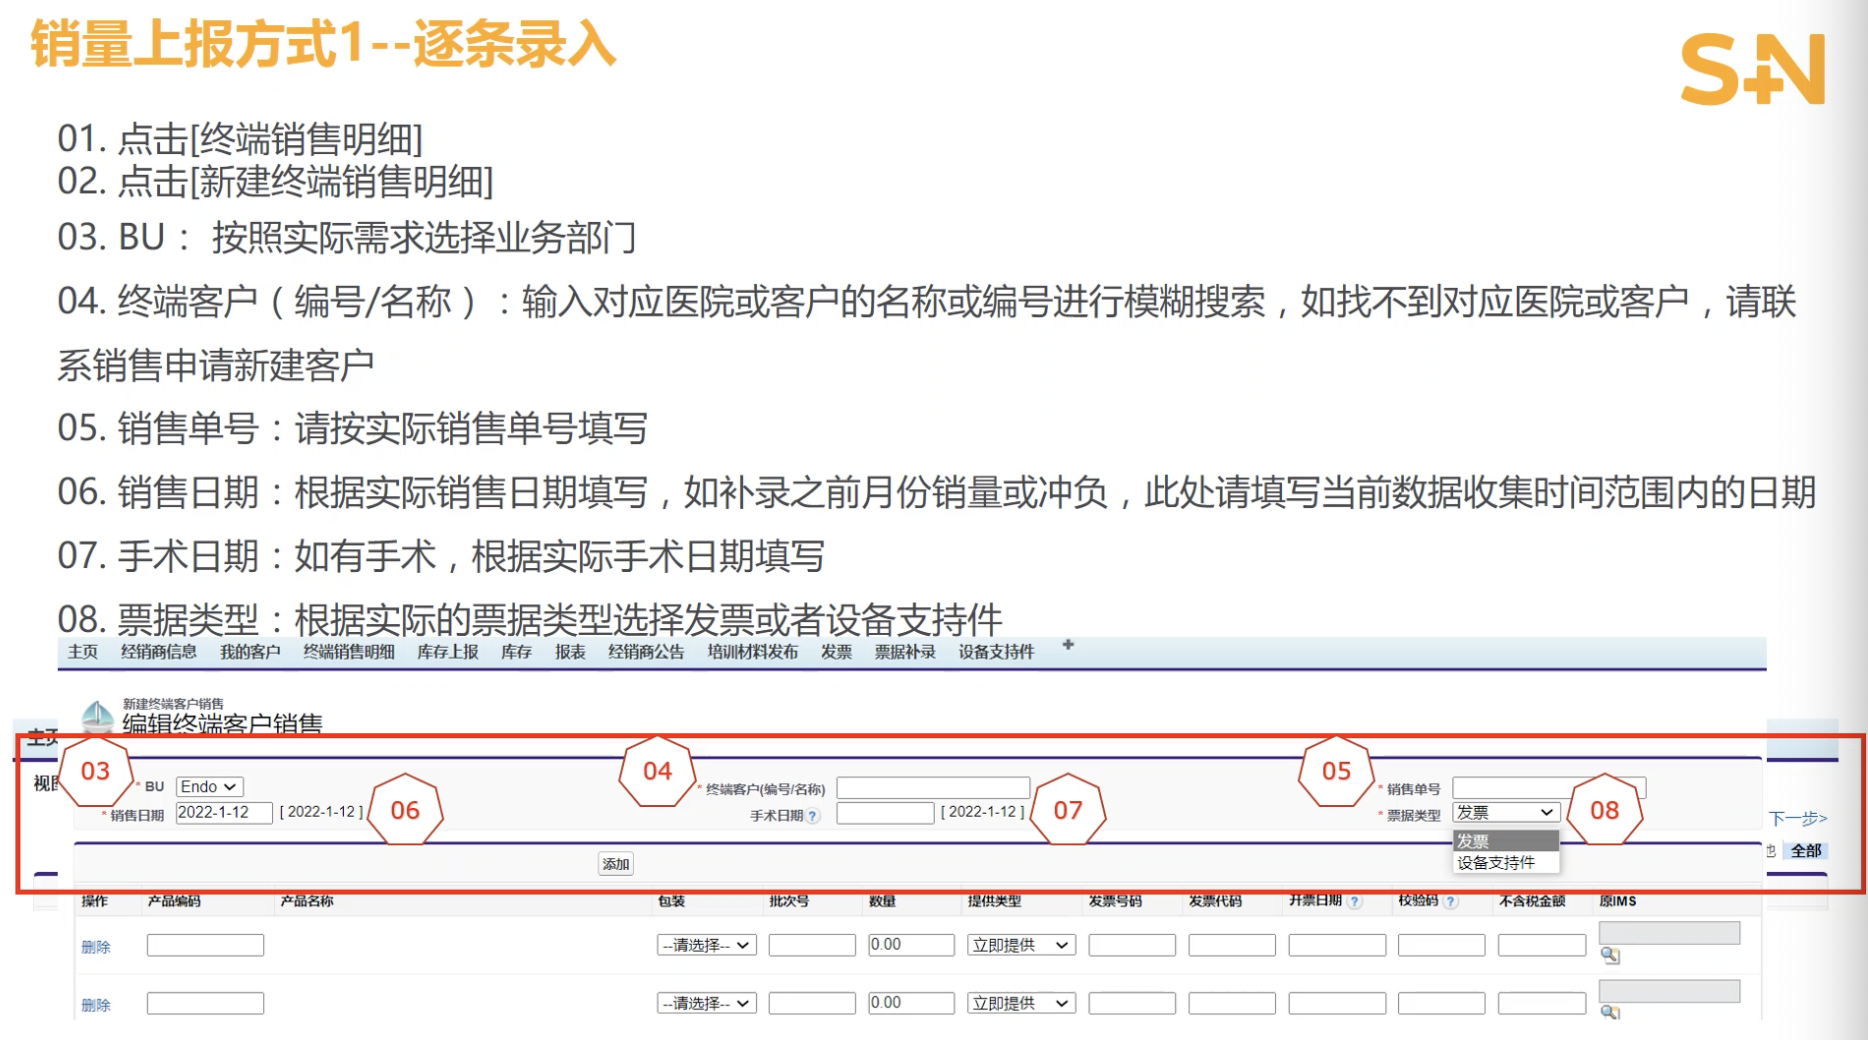 销量上报方式1--逐条录入
S+N
01. 点击[终端销售明细]
02. 点击[新建终端销售明细]
03. BU： 按照实际需求选择业务部门
04. 终端客户（编号/名称）：输入对应医院或客户的名称或编号进行模糊搜索，如找不到对应医院或客户，请联
系销售申请新建客户
05. 销售单号：请按实际销售单号填写
06. 销售日期：根据实际销售日期填写，如补录之前月份销量或冲负，此处请填写当前数据收集时间范围内的日期
07. 手术日期：如有手术，根据实际手术日期填写
08. 票据类型：根据实际的票据类型选择发票或者设备支持件
主页 经销商信息 我的客户 终端销售明细 库存上报 库存 报表 经销商公告 培训材料发布 发票 票据补录 设备支持件 +
新建终端客户销售
编辑终端客户销售
主页
03 * BU Endo 04 * 终端客户(编号/名称) 05 * 销售单号
* 销售日期 2022-1-12 [ 2022-1-12 ] 06 手术日期 ? [ 2022-1-12 ] 07 * 票据类型 发票 08 下一步>
发票
设备支持件
全部
添加
操作 产品编码 产品名称 包装 批次号 数量 提供类型 发票号码 发票代码 开票日期 ? 校验码 ? 不含税金额 原IMS
删除 --请选择-- 0.00 立即提供
删除 --请选择-- 0.00 立即提供